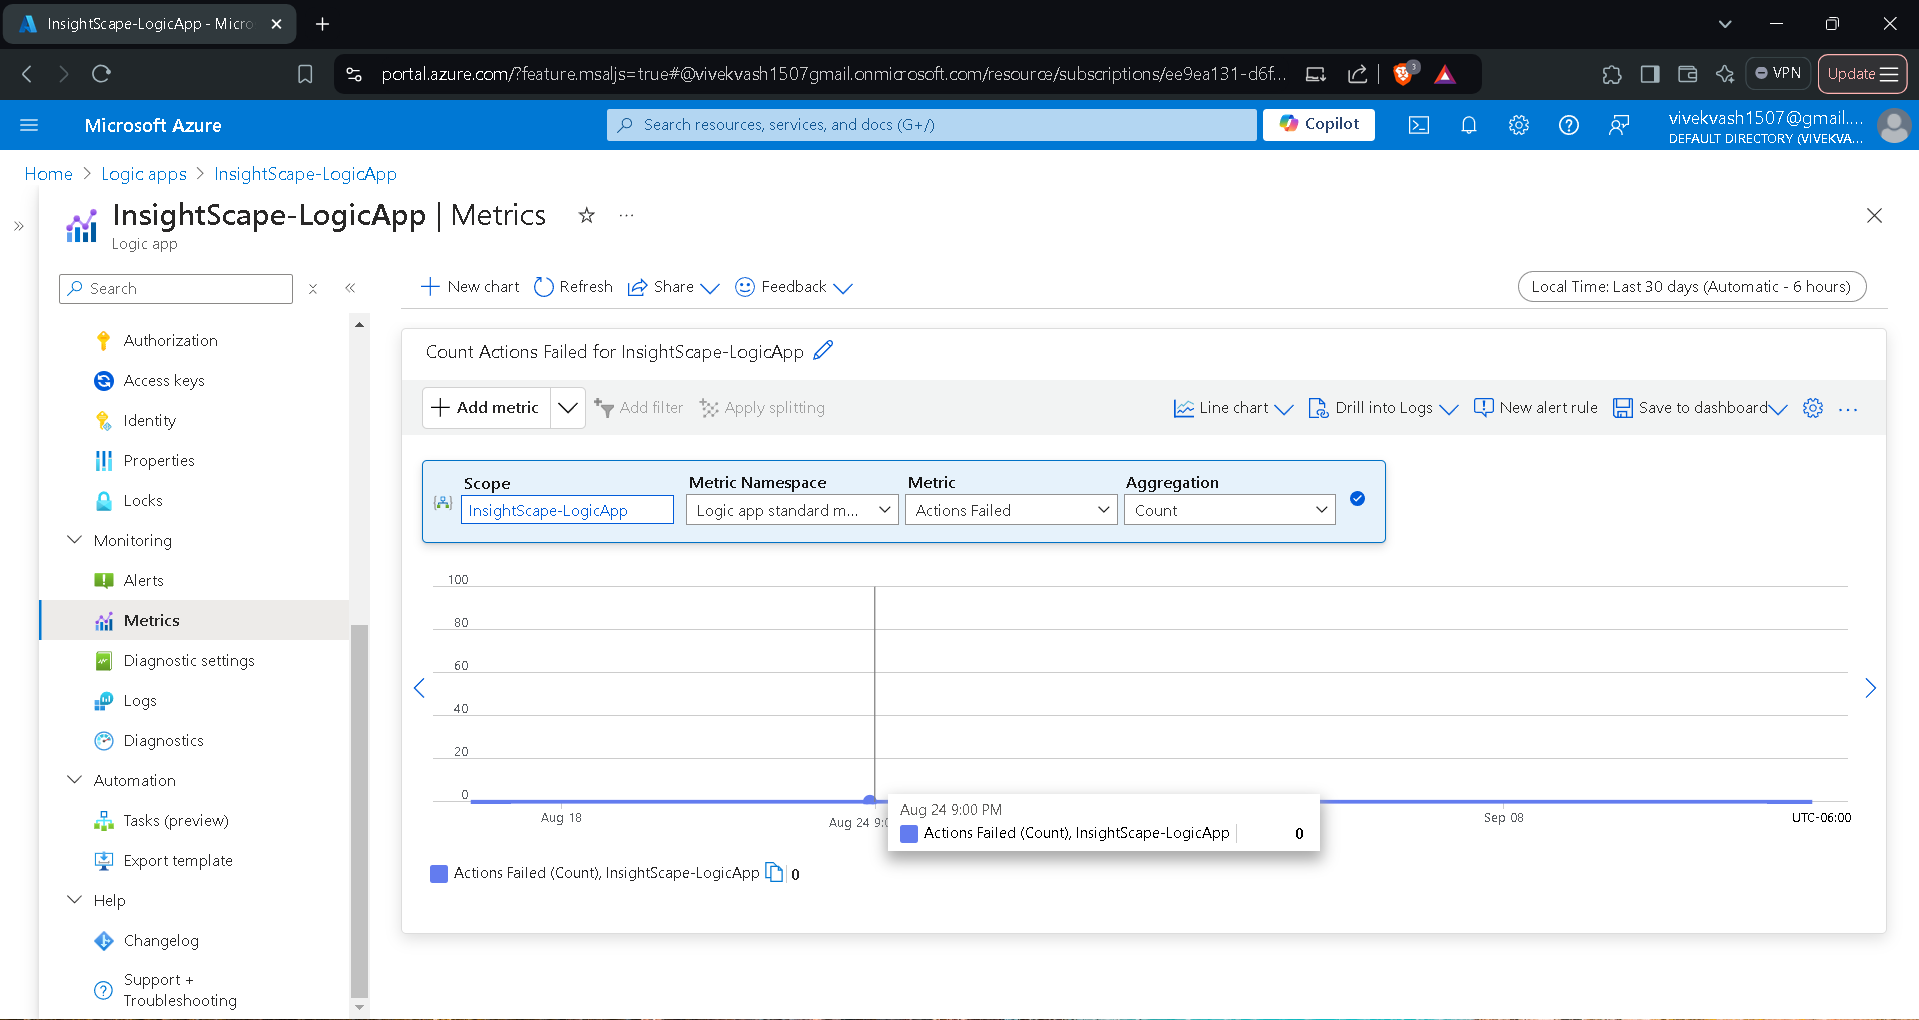 InsightScape-LogicApp - Micro
portal.azure.com/?feature.msaljs=true#@vivekvash1507gmail.onmicrosoft.com/resource/subscriptions/ee9ea131-d6f...
3
VPN
Update
Microsoft Azure
Search resources, services, and docs (G+/)
Copilot
vivekvash1507@gmail....
DEFAULT DIRECTORY (VIVEKVA...
Home > Logic apps > InsightScape-LogicApp
InsightScape-LogicApp | Metrics
Logic app
Search
New chart
Refresh
Share
Feedback
Local Time: Last 30 days (Automatic - 6 hours)
Authorization
Access keys
Identity
Properties
Locks
Monitoring
Alerts
Metrics
Diagnostic settings
Logs
Diagnostics
Automation
Tasks (preview)
Export template
Help
Changelog
Support +
Troubleshooting
Count Actions Failed for InsightScape-LogicApp
Add metric
Add filter
Apply splitting
Line chart
Drill into Logs
New alert rule
Save to dashboard
Scope
InsightScape-LogicApp
Metric Namespace
Logic app standard m...
Metric
Actions Failed
Aggregation
Count
100
80
60
40
20
0
Aug 18
Aug 24 9:0
Sep 08
UTC-06:00
Aug 24 9:00 PM
Actions Failed (Count), InsightScape-LogicApp 0
Actions Failed (Count), InsightScape-LogicApp 0